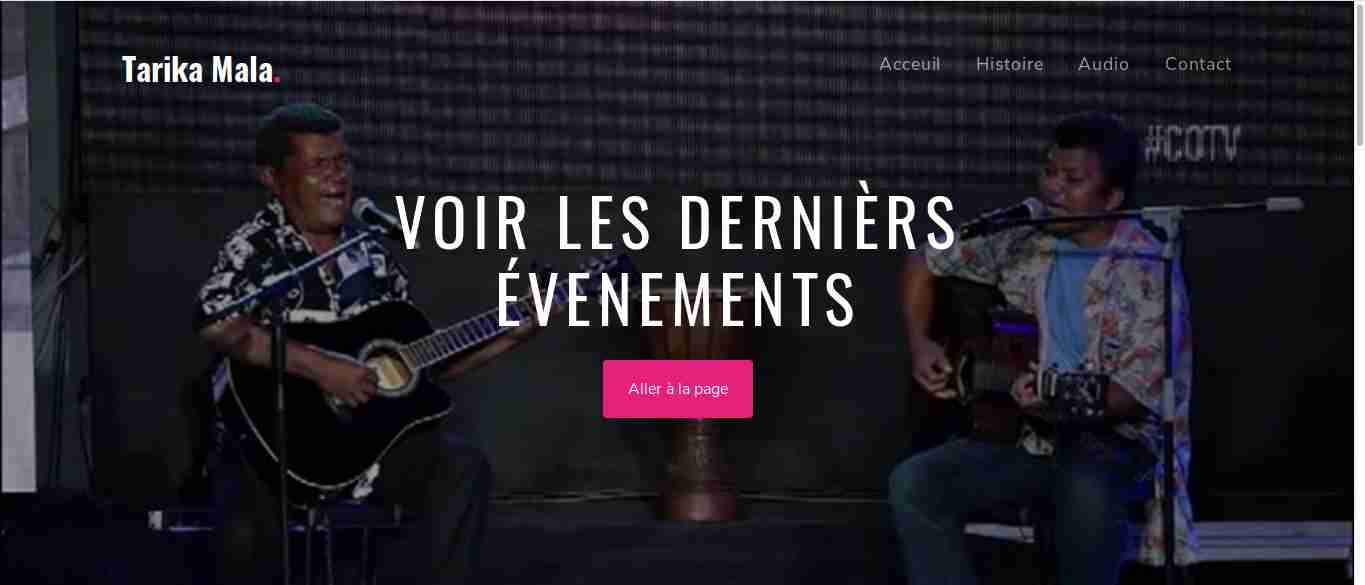 Tarika Mala.
Acceuil Histoire Audio Contact
#COTV
VOIR LES DERNIÈRS
ÉVENEMENTS
Aller à la page